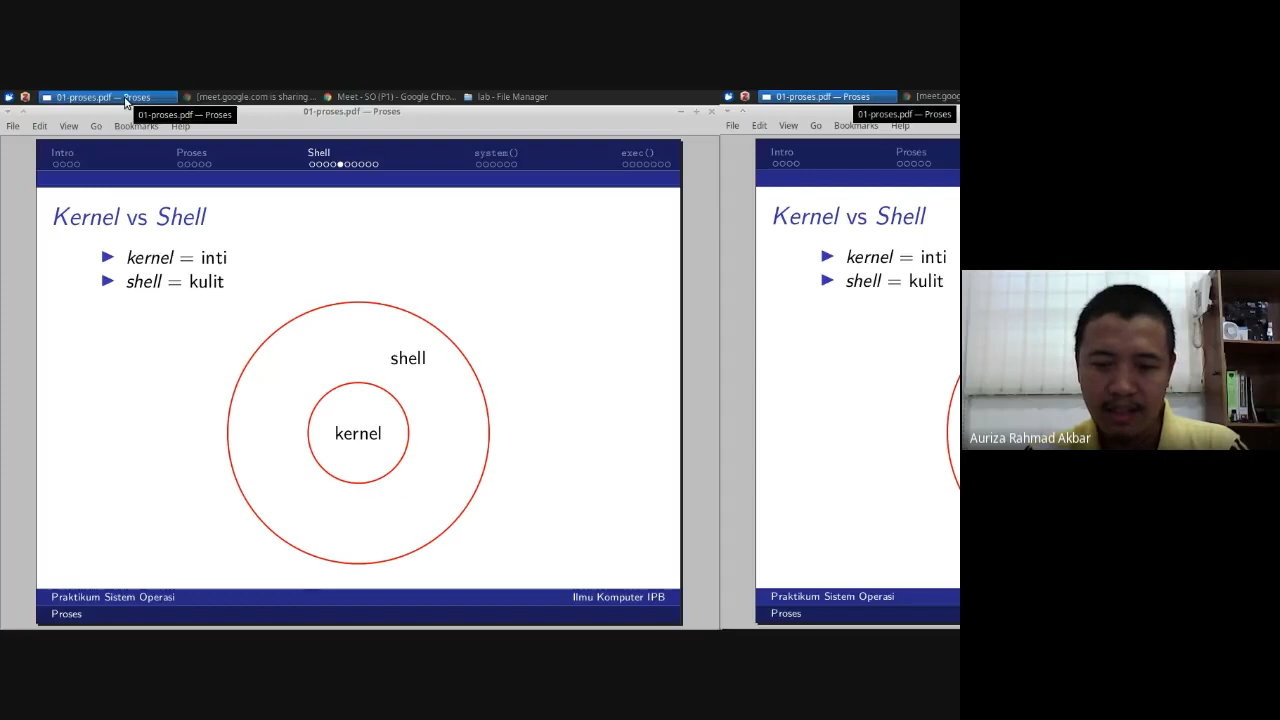 01-proses.pdf — Proses
[meet.google.com is sharing ...
Meet - SO (P1) - Google Chro...
lab - File Manager
01-proses.pdf — Proses
01-proses.pdf — Proses
File Edit View Go Bookmarks Help
Intro Proses Shell system() exec()
Kernel vs Shell
▶ kernel = inti
▶ shell = kulit
shell
kernel
Praktikum Sistem Operasi Ilmu Komputer IPB
Proses
01-proses.pdf — Proses
[meet.goog
01-proses.pdf — Proses
File Edit View Go Bookmarks Help
Intro Proses
Kernel vs Shell
▶ kernel = inti
▶ shell = kulit
Praktikum Sistem Operasi
Proses
Auriza Rahmad Akbar